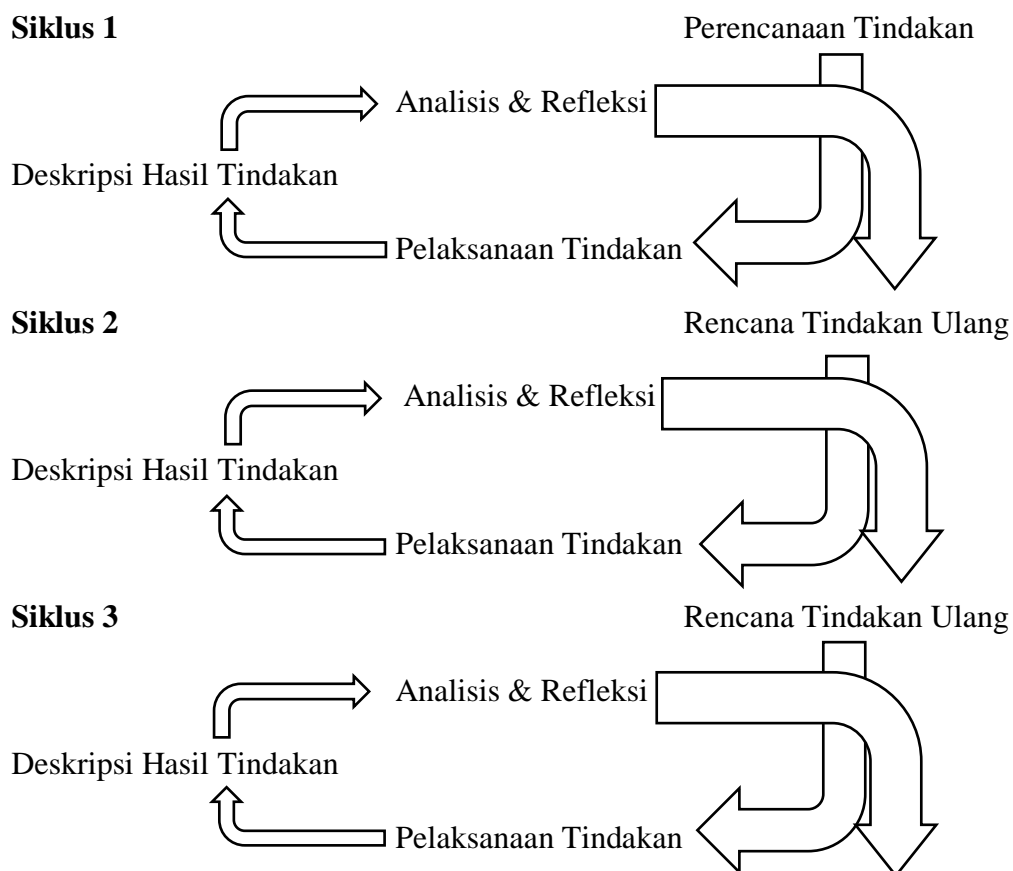 Siklus 1 Perencanaan Tindakan
Analisis & Refleksi
Deskripsi Hasil Tindakan
Pelaksanaan Tindakan
Siklus 2 Rencana Tindakan Ulang
Analisis & Refleksi
Deskripsi Hasil Tindakan
Pelaksanaan Tindakan
Siklus 3 Rencana Tindakan Ulang
Analisis & Refleksi
Deskripsi Hasil Tindakan
Pelaksanaan Tindakan